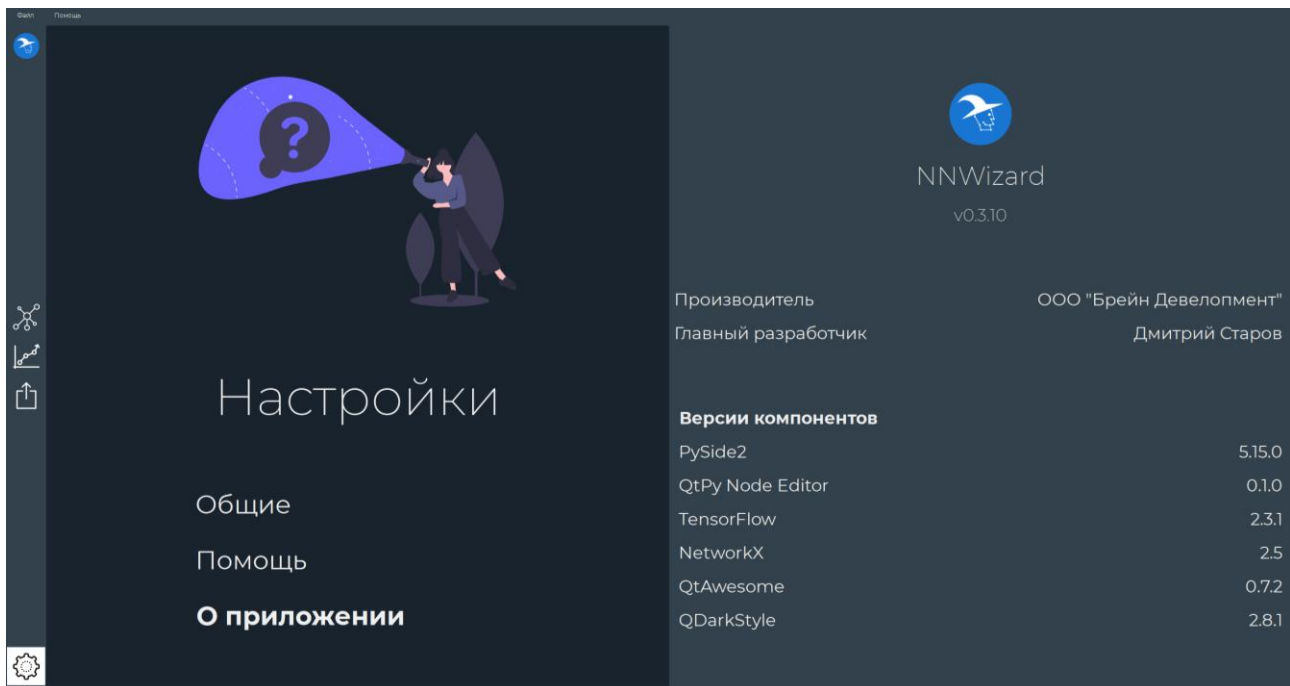 Файл Помощь
?
NNWizard
v0.3.10
Производитель ООО "Брейн Девелопмент"
Главный разработчик Дмитрий Старов
Настройки
Общие
Помощь
О приложении
Версии компонентов
PySide2 5.15.0
QtPy Node Editor 0.1.0
TensorFlow 2.3.1
NetworkX 2.5
QtAwesome 0.7.2
QDarkStyle 2.8.1